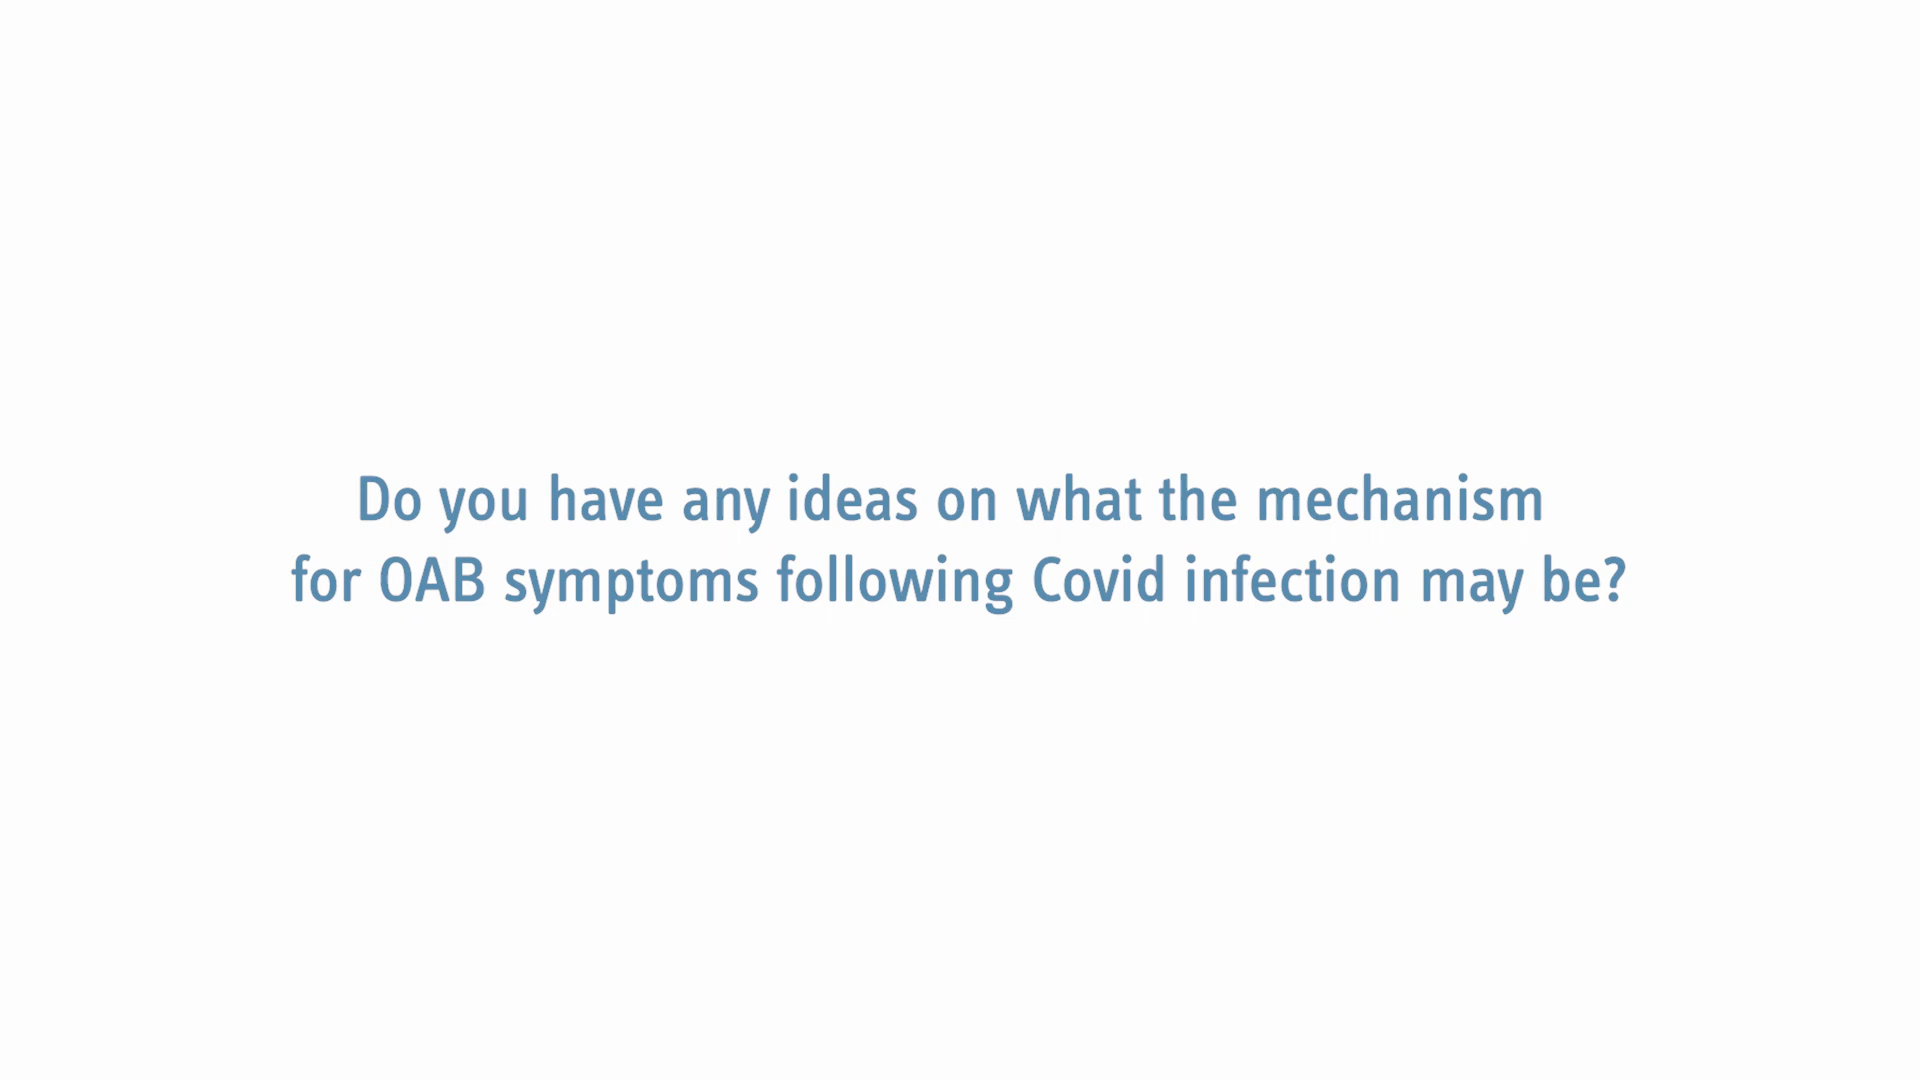 Do you have any ideas on what the mechanism
for OAB symptoms following Covid infection may be?